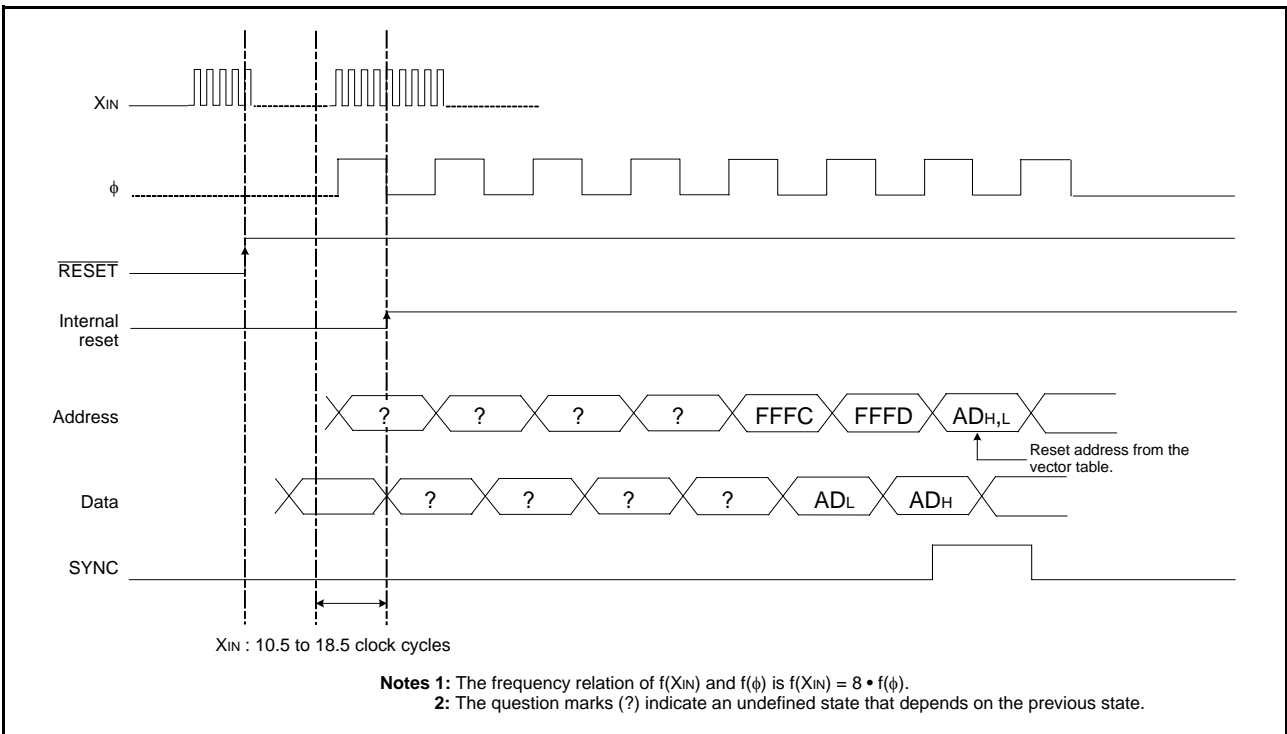 XIN
ϕ
RESET
Internal
reset
Address
? ? ? ? FFFC FFFD ADH,L
Reset address from the
vector table.
Data
? ? ? ? ADL ADH
SYNC
XIN : 10.5 to 18.5 clock cycles
Notes 1: The frequency relation of f(XIN) and f(ϕ) is f(XIN) = 8 • f(ϕ).
2: The question marks (?) indicate an undefined state that depends on the previous state.